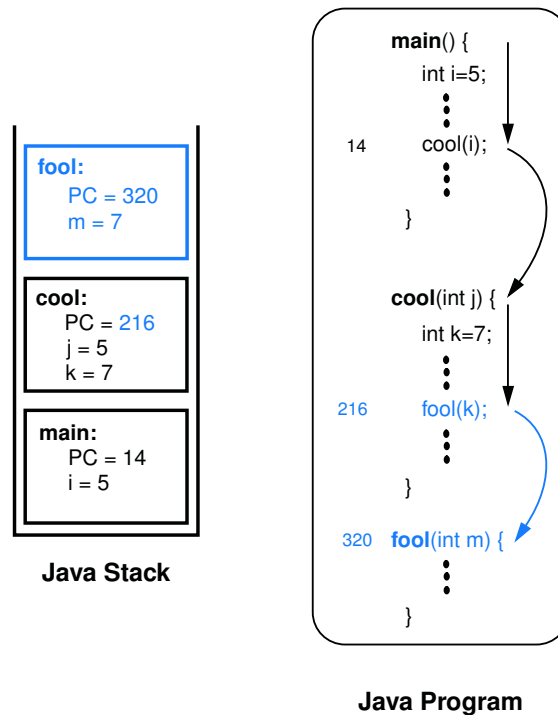 fool:
PC = 320
m = 7
cool:
PC = 216
j = 5
k = 7
main:
PC = 14
i = 5
Java Stack
main() {
int i=5;
14 cool(i);
}
cool(int j) {
int k=7;
216 fool(k);
}
320 fool(int m) {
}
Java Program